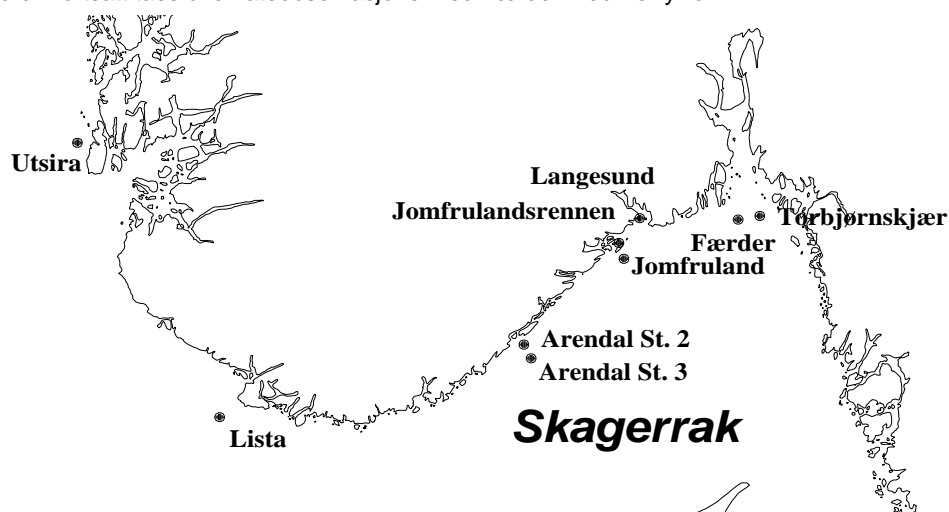 Utsira
Langesund
Jomfrulandsrennen
Torbjørnskjær
Færder
Jomfruland
Arendal St. 2
Arendal St. 3
Skagerrak
Lista